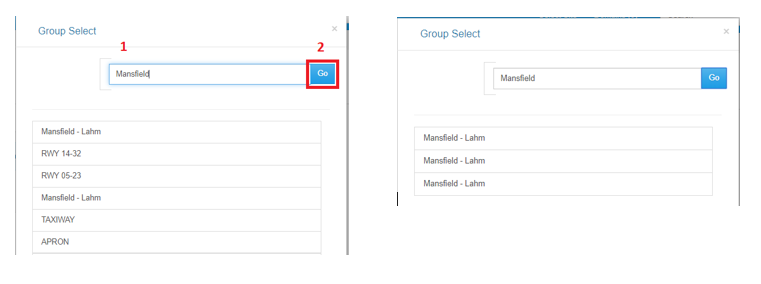 Group Select ×
1 2
Mansfield Go
Mansfield - Lahm
RWY 14-32
RWY 05-23
Mansfield - Lahm
TAXIWAY
APRON
Group Select ×
Mansfield Go
Mansfield - Lahm
Mansfield - Lahm
Mansfield - Lahm